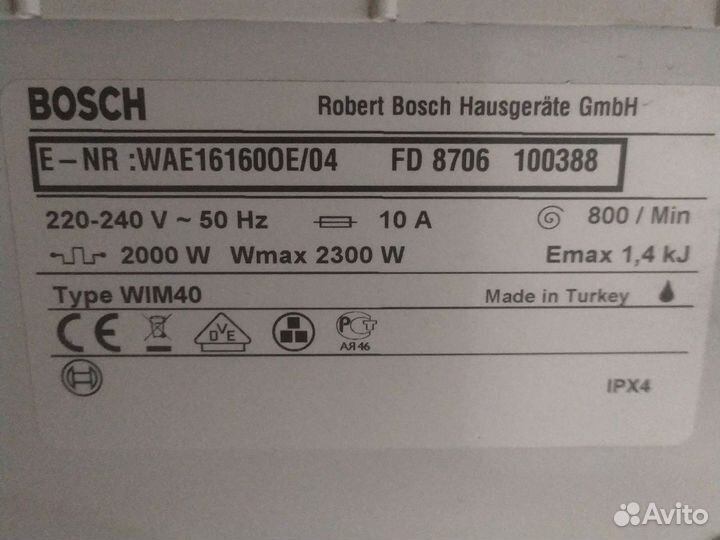 BOSCH Robert Bosch Hausgeräte GmbH
E-NR :WAE16160OE/04 FD 8706 100388
220-240 V ~ 50 Hz 10 A 800 / Min
2000 W Wmax 2300 W Emax 1,4 kJ
Type WIM40 Made in Turkey
CE DVE РСТ
АЯ46
IPX4
Avito